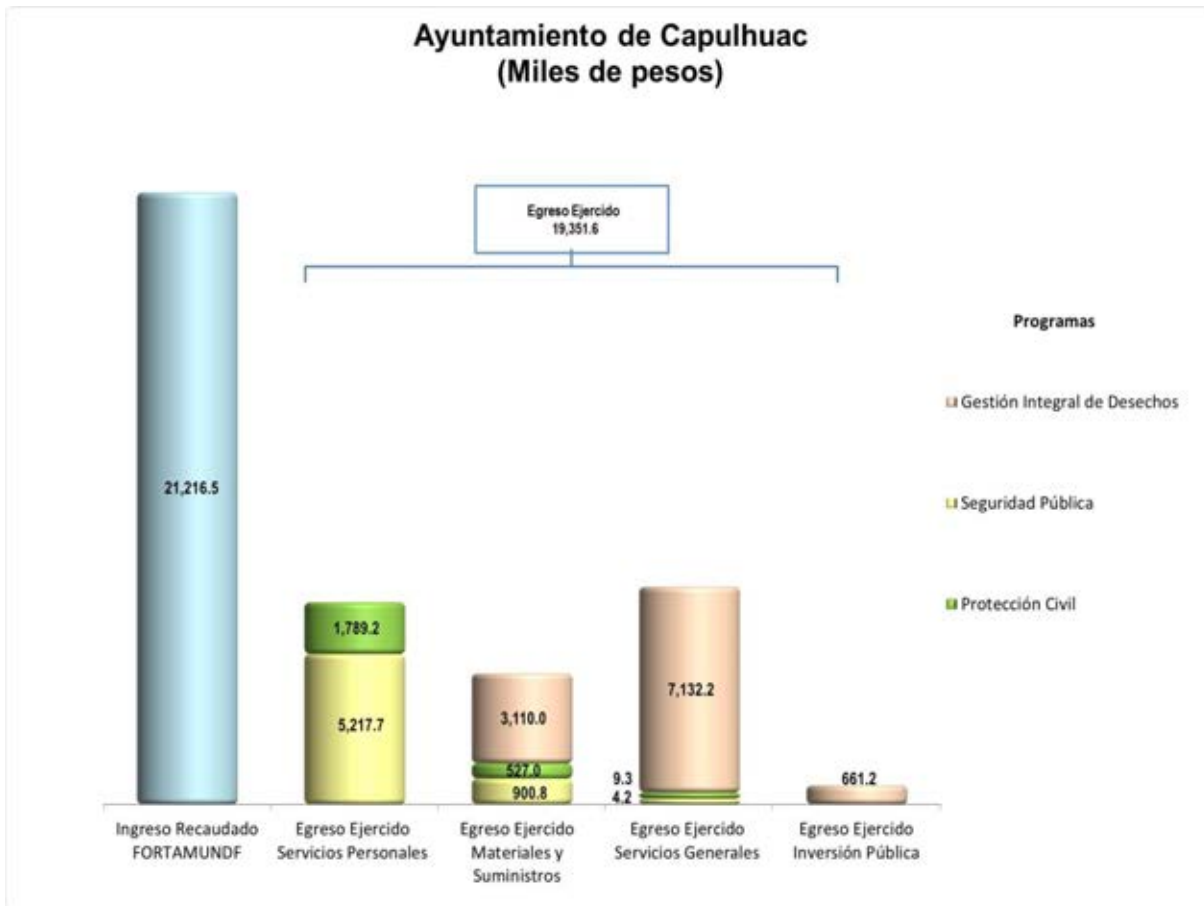 Ayuntamiento de Capulhuac
(Miles de pesos)
Egreso Ejercido
19,351.6
Programas
Gestión Integral de Desechos
Seguridad Pública
Protección Civil
21,216.5
1,789.2
5,217.7
3,110.0
527.0
900.8
7,132.2
9.3
4.2
661.2
Ingreso Recaudado
FORTAMUNDF
Egreso Ejercido
Servicios Personales
Egreso Ejercido
Materiales y
Suministros
Egreso Ejercido
Servicios Generales
Egreso Ejercido
Inversión Pública